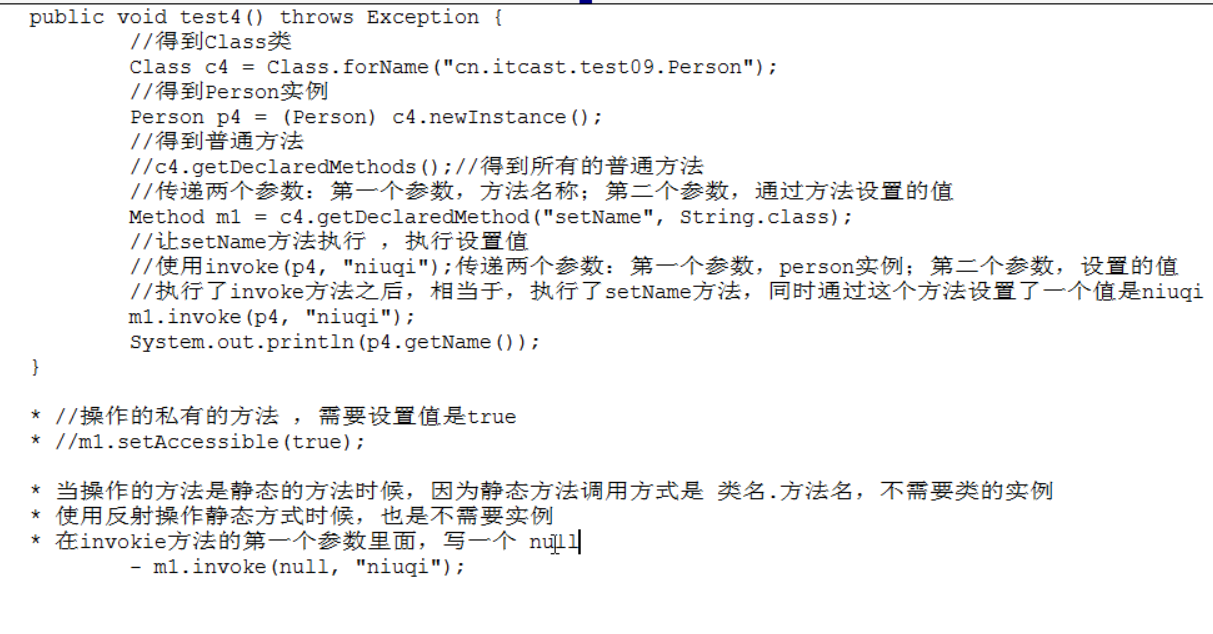 public void test4() throws Exception {
//得到Class类
Class c4 = Class.forName("cn.itcast.test09.Person");
//得到Person实例
Person p4 = (Person) c4.newInstance();
//得到普通方法
//c4.getDeclaredMethods();//得到所有的普通方法
//传递两个参数：第一个参数，方法名称；第二个参数，通过方法设置的值
Method m1 = c4.getDeclaredMethod("setName", String.class);
//让setName方法执行 ，执行设置值
//使用invoke(p4, "niuqi");传递两个参数：第一个参数，person实例；第二个参数，设置的值
//执行了invoke方法之后，相当于，执行了setName方法，同时通过这个方法设置了一个值是niuqi
m1.invoke(p4, "niuqi");
System.out.println(p4.getName());
}
* //操作的私有的方法 ，需要设置值是true
* //m1.setAccessible(true);
* 当操作的方法是静态的方法时候，因为静态方法调用方式是 类名.方法名，不需要类的实例
* 使用反射操作静态方式时候，也是不需要实例
* 在invokie方法的第一个参数里面，写一个 null
- m1.invoke(null, "niuqi");